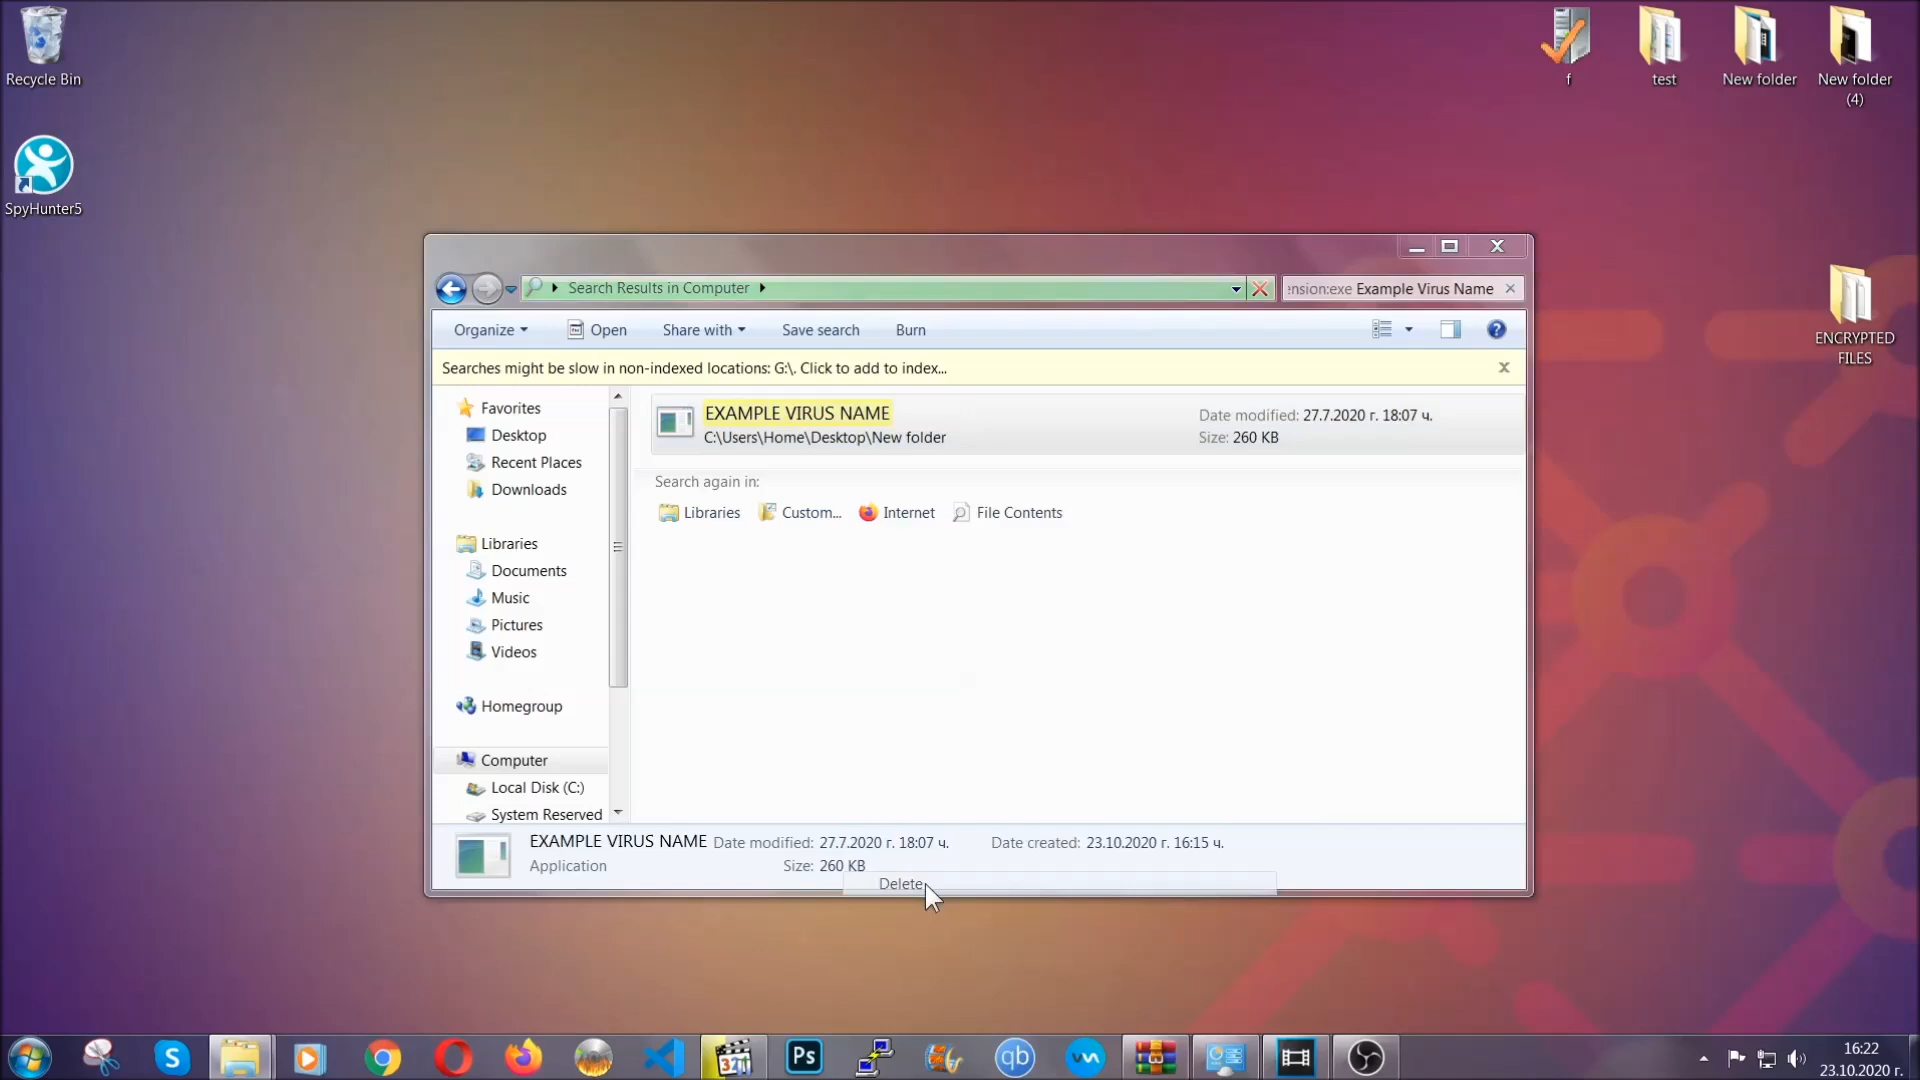 Recycle Bin
SpyHunter5
f
test
New folder
New folder
(4)
ENCRYPTED
FILES
Search Results in Computer
ension:exe Example Virus Name
Organize
Open
Share with
Save search
Burn
Searches might be slow in non-indexed locations: G:\. Click to add to index...
Favorites
Desktop
Recent Places
Downloads
Libraries
Documents
Music
Pictures
Videos
Homegroup
Computer
Local Disk (C:)
System Reserved
EXAMPLE VIRUS NAME
C:\Users\Home\Desktop\New folder
Date modified: 27.7.2020 г. 18:07 ч.
Size: 260 KB
Search again in:
Libraries
Custom...
Internet
File Contents
EXAMPLE VIRUS NAME Date modified: 27.7.2020 г. 18:07 ч. Date created: 23.10.2020 г. 16:15 ч.
Application Size: 260 KB
Delete
S
321
Ps
qb
16:22
23.10.2020 г.